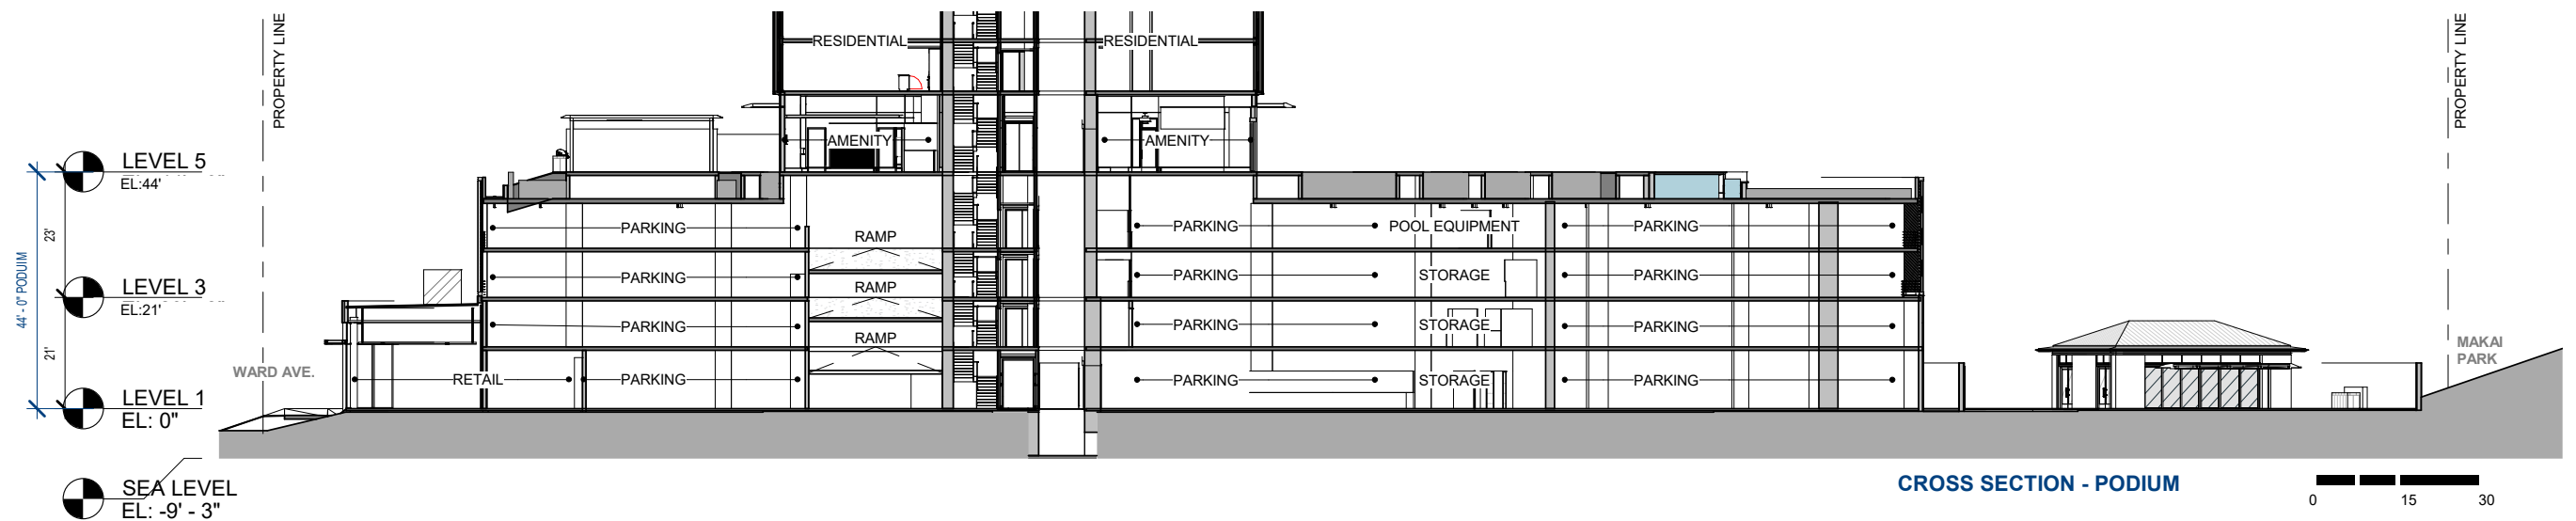 PROPERTY LINE
RESIDENTIAL
RESIDENTIAL
PROPERTY LINE
AMENITY
AMENITY
LEVEL 5
EL:44'
PARKING
RAMP
PARKING
POOL EQUIPMENT
PARKING
23'
44' - 0" PODUIM
LEVEL 3
EL:21'
PARKING
RAMP
PARKING
STORAGE
PARKING
PARKING
RAMP
PARKING
STORAGE
PARKING
21'
WARD AVE.
RETAIL
PARKING
PARKING
STORAGE
PARKING
MAKAI
PARK
LEVEL 1
EL: 0"
SEA LEVEL
EL: -9' - 3"
CROSS SECTION - PODIUM
0 15 30